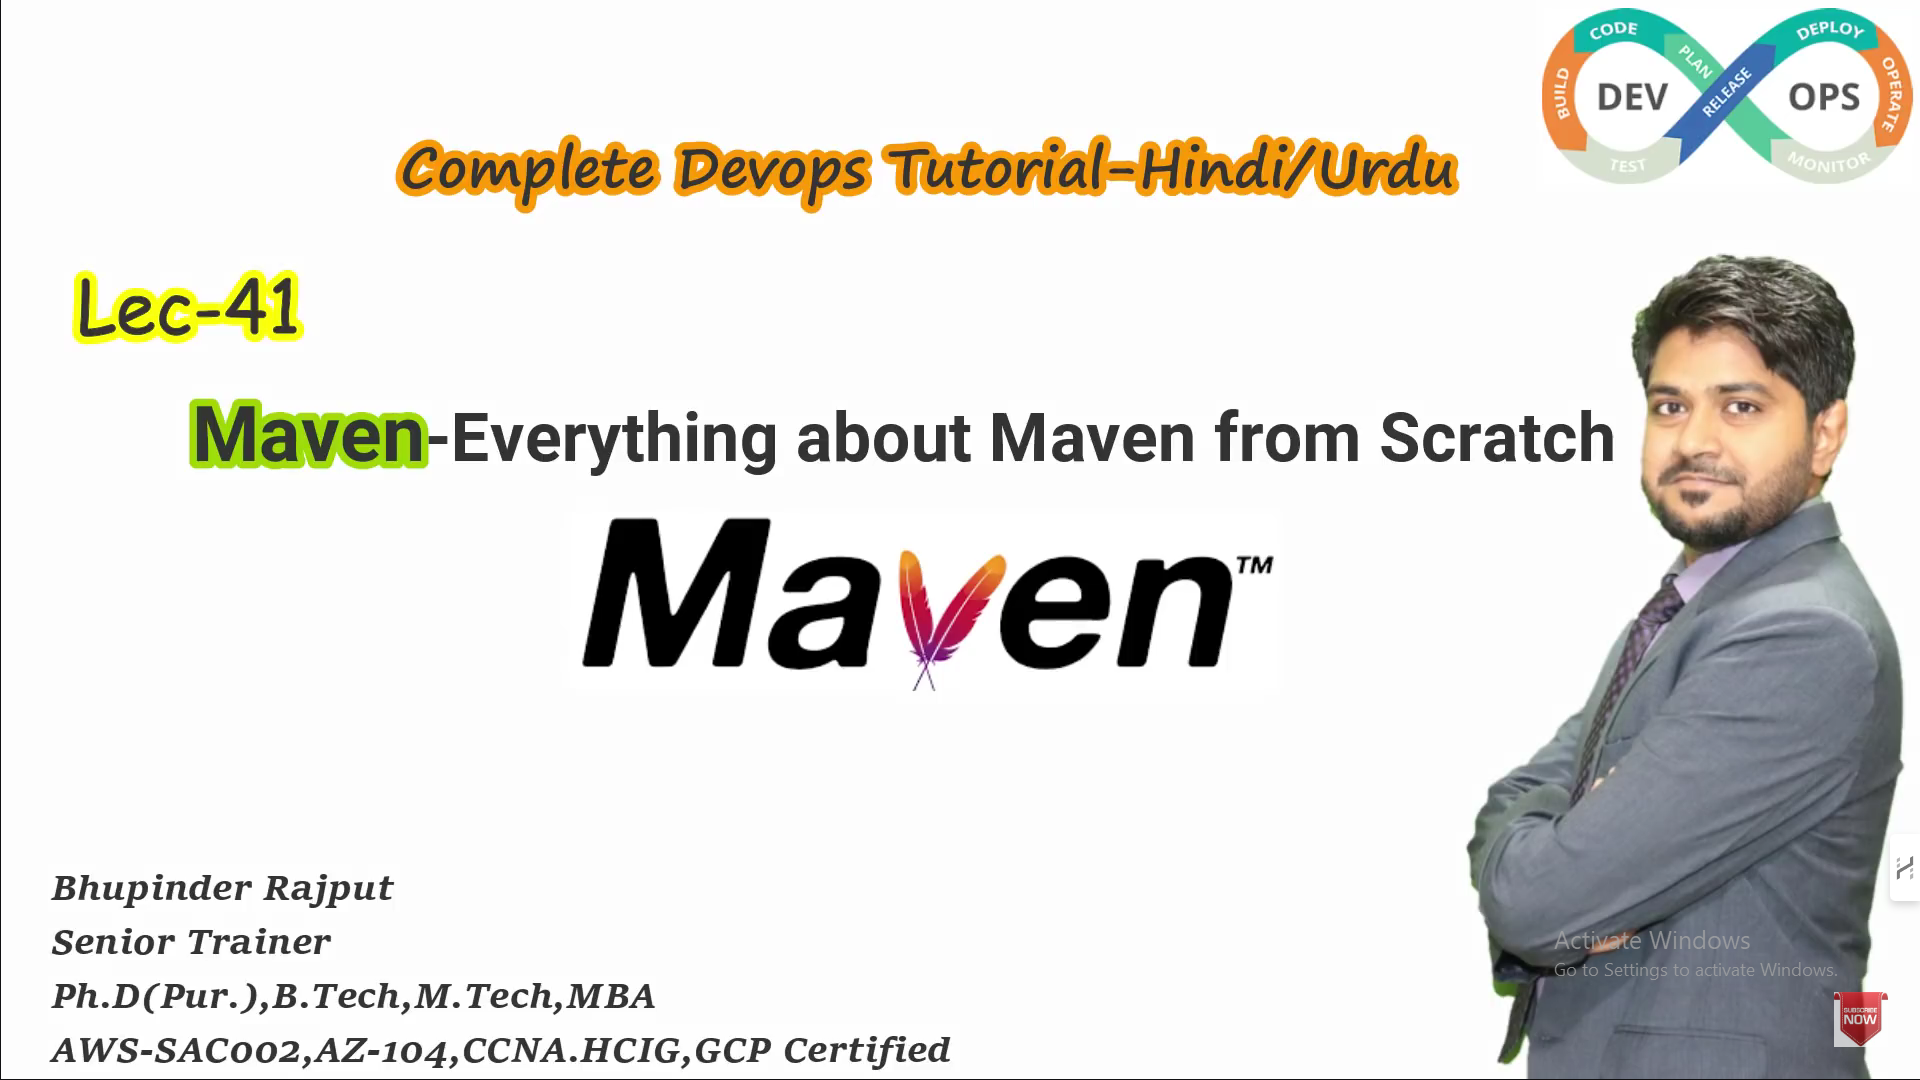 CODE
DEPLOY
BUILD
PLAN
OPERATE
DEV
RELEASE
OPS
TEST
MONITOR
Complete Devops Tutorial-Hindi/Urdu
Lec-41
Maven-Everything about Maven from Scratch
Maven™
Bhupinder Rajput
Senior Trainer
Ph.D(Pur.),B.Tech,M.Tech,MBA
AWS-SAC002,AZ-104,CCNA.HCIG,GCP Certified
Activate Windows
Go to Settings to activate Windows.
SUBSCRIBE
NOW